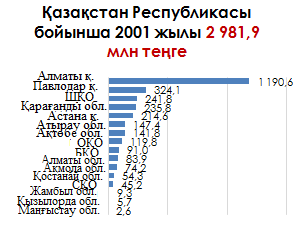 Қазақстан Республикасы
бойынша 2001 жылы 2 981,9
млн теңге
Алматы қ. 1 190,6
Павлодар қ. 324,1
ШҚО 241,8
Қарағанды обл. 235,8
Астана қ. 214,6
Атырау обл. 147,4
Ақтөбе обл. 141,8
ОҚО 119,8
БҚО 91,0
Алматы обл. 83,9
Ақмола обл. 74,2
Қостанай обл. 54,3
СҚО 45,2
Жамбыл обл. 9,3
Қызылорда обл. 5,7
Маңғыстау обл. 2,6